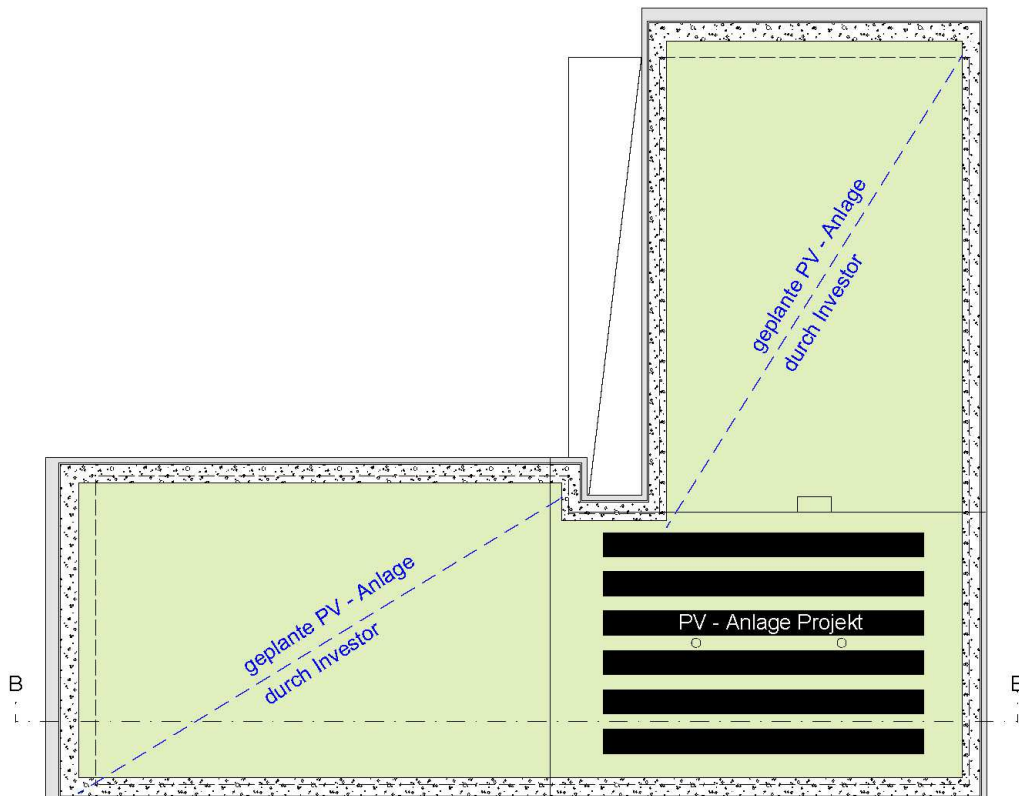 geplante PV - Anlage
durch Investor
geplante PV - Anlage
durch Investor
PV - Anlage Projekt
B
B